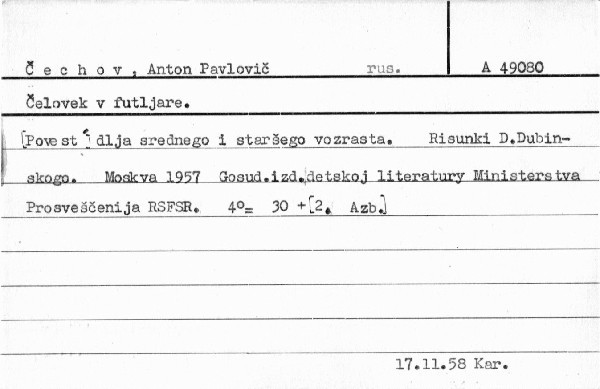 Č e c h o v , Anton Pavlovič rus. A 49080
Čelovek v futljare.
[Povest'] dlja srednego i staršego vozrasta. Risunki D.Dubin-
skogo. Moskva 1957 Gosud.izd.detskoj literatury Ministerstva
Prosveščenija RSFSR. 4°= 30 +[2. Azb.]
17.11.58 Kar.